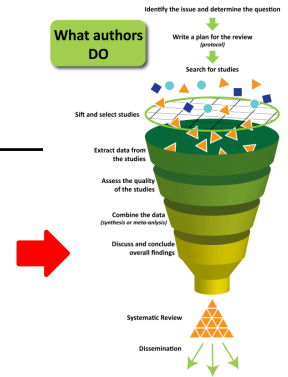 Identify the issue and determine the question
What authors
DO
Write a plan for the review
(protocol)
Search for studies
Sift and select studies
Extract data from
the studies
Assess the quality
of the studies
Combine the data
(synthesis or meta-anlysis)
Discuss and conclude
overall findings
Systematic Review
Dissemination